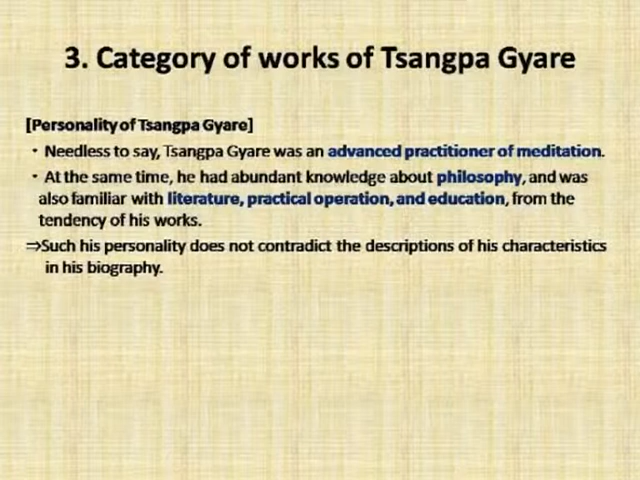 3. Category of works of Tsangpa Gyare
[Personality of Tsangpa Gyare]
・ Needless to say, Tsangpa Gyare was an advanced practitioner of meditation.
・ At the same time, he had abundant knowledge about philosophy, and was
also familiar with literature, practical operation, and education, from the
tendency of his works.
⇒Such his personality does not contradict the descriptions of his characteristics
in his biography.